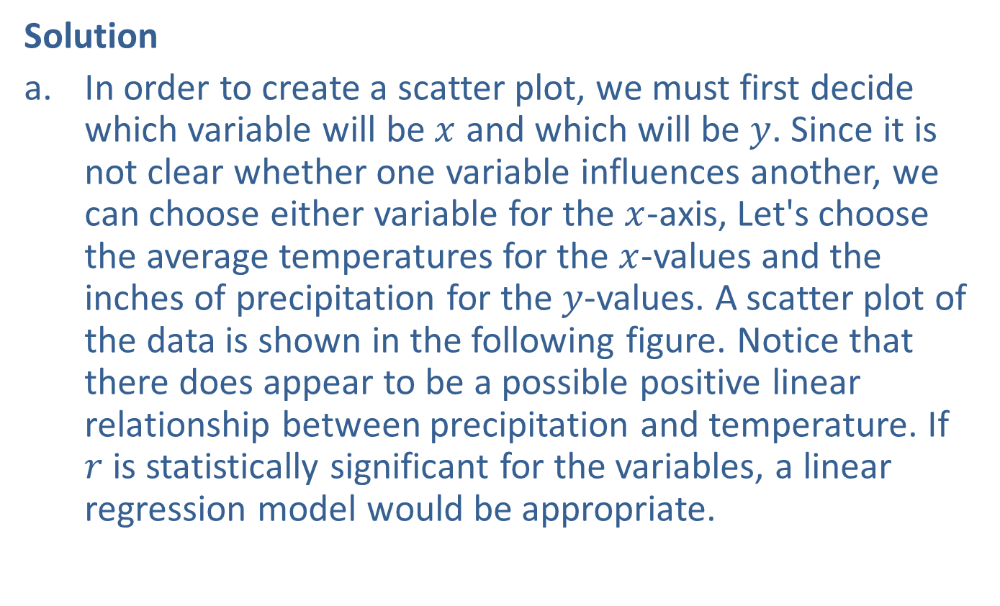 Solution
a. In order to create a scatter plot, we must first decide
which variable will be x and which will be y. Since it is
not clear whether one variable influences another, we
can choose either variable for the x-axis, Let's choose
the average temperatures for the x-values and the
inches of precipitation for the y-values. A scatter plot of
the data is shown in the following figure. Notice that
there does appear to be a possible positive linear
relationship between precipitation and temperature. If
r is statistically significant for the variables, a linear
regression model would be appropriate.